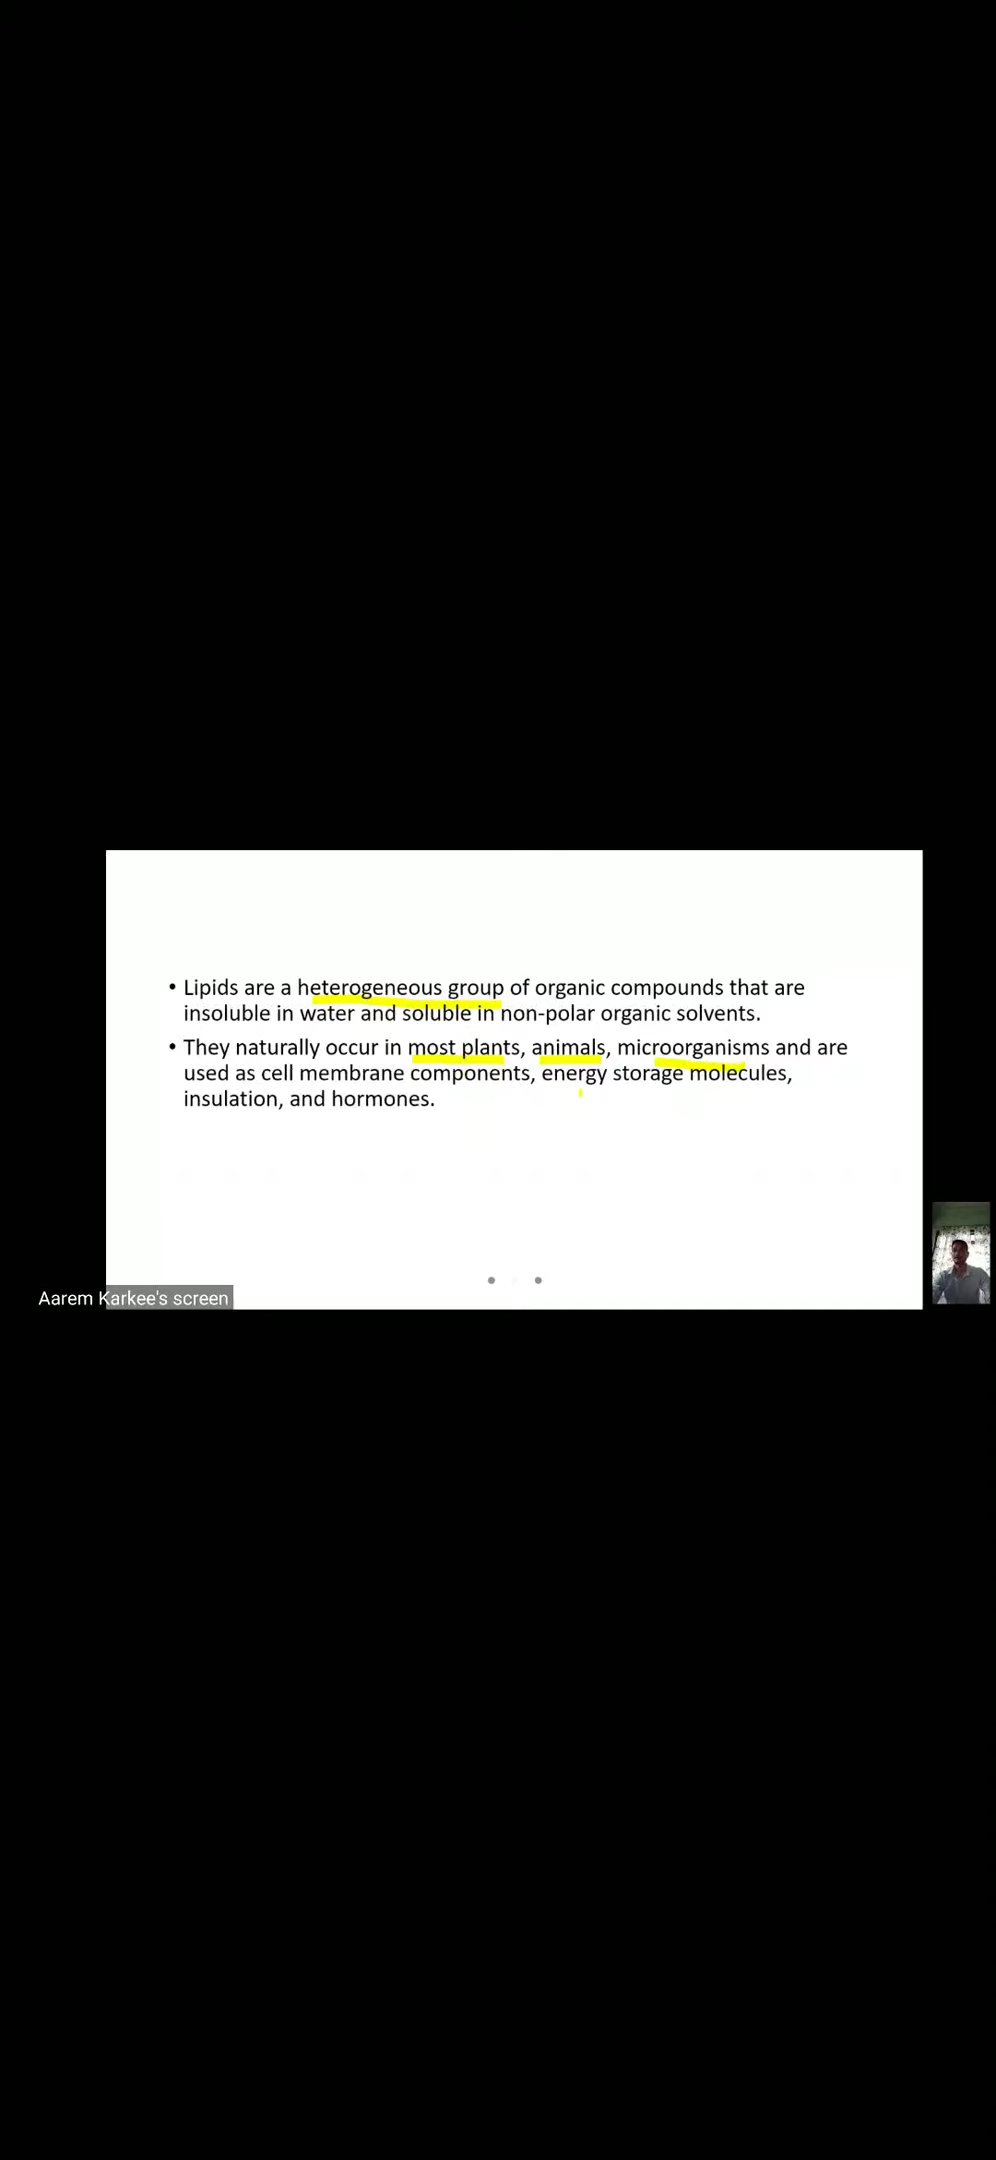 • Lipids are a heterogeneous group of organic compounds that are
insoluble in water and soluble in non-polar organic solvents.
• They naturally occur in most plants, animals, microorganisms and are
used as cell membrane components, energy storage molecules,
insulation, and hormones.
Aarem Karkee's screen